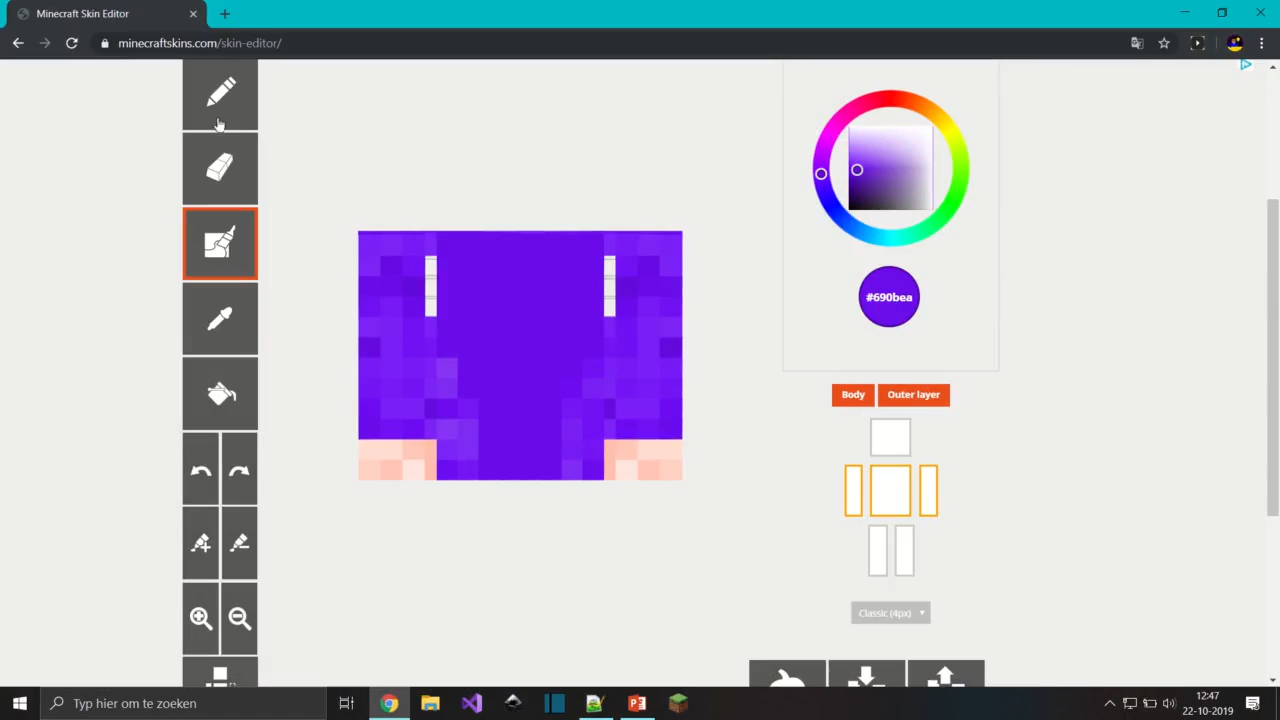 Minecraft Skin Editor
minecraftskins.com/skin-editor/
#690bea
Body
Outer layer
Classic (4px)
Typ hier om te zoeken
12:47
22-10-2019